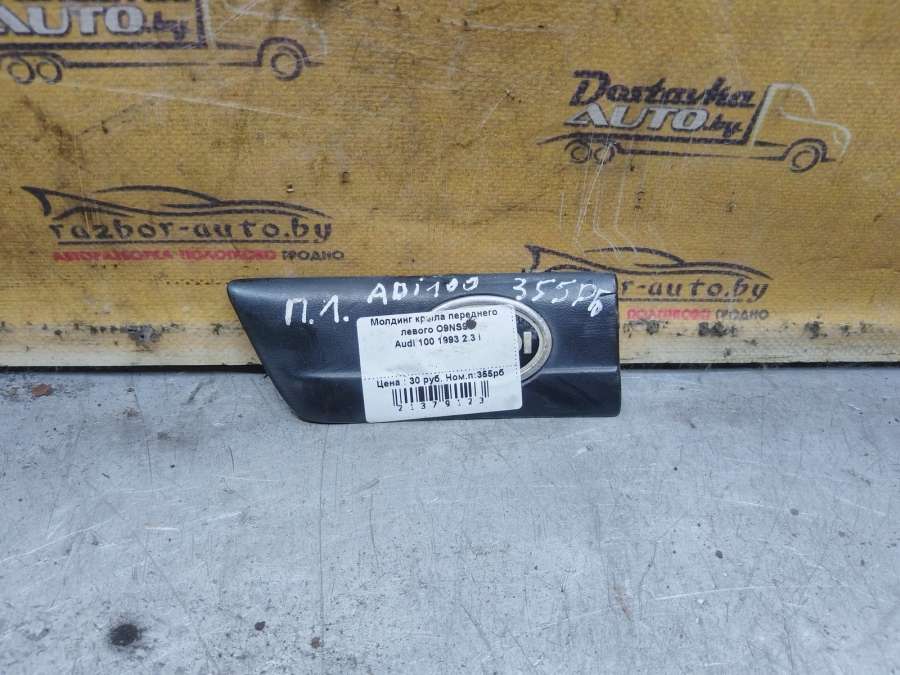 AUTO.by
Dostavka
AUTO.by
razbor-auto.by
АВТОРАЗБОРКА ПОЛОТКОВО ГРОДНО
razbor-auto.by
ПОЛОТКОВО ГРОДНО
П.Л. ADi100 355рб
Молдинг крыла переднего
левого
Audi 100 1993 2.3 i
Цена : 30 руб. Ном.п:355рб
21379123